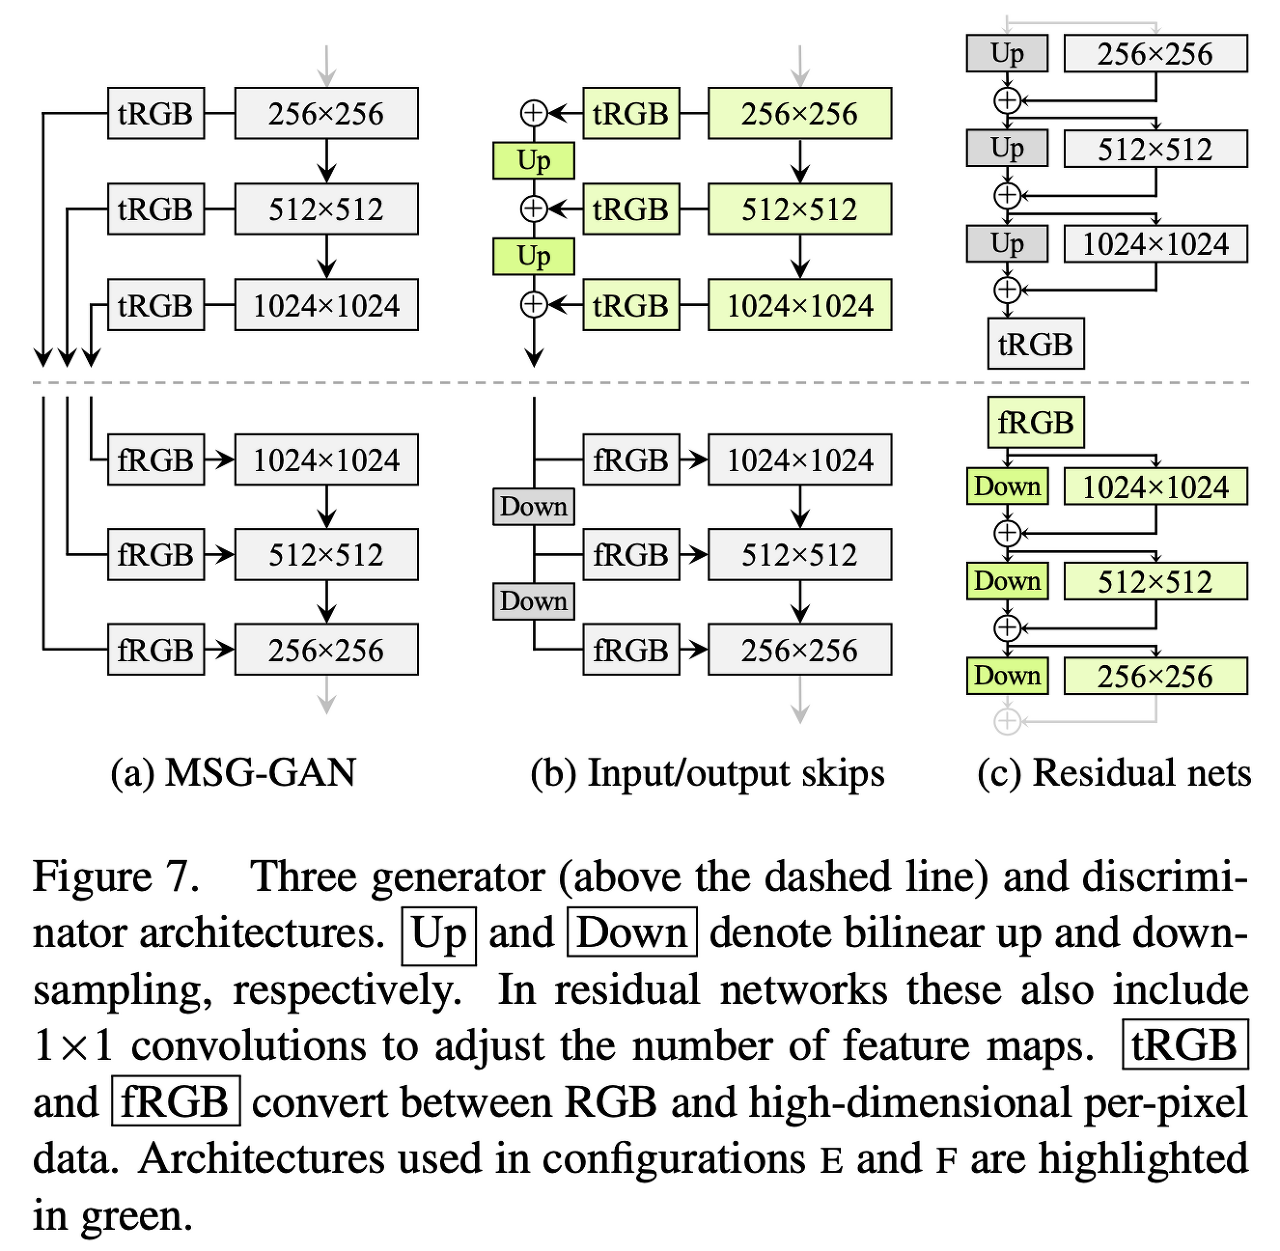 tRGB 256×256
tRGB 512×512
tRGB 1024×1024
fRGB 1024×1024
fRGB 512×512
fRGB 256×256
(a) MSG-GAN
tRGB 256×256
Up
tRGB 512×512
Up
tRGB 1024×1024
fRGB 1024×1024
Down
fRGB 512×512
Down
fRGB 256×256
(b) Input/output skips
Up 256×256
Up 512×512
Up 1024×1024
tRGB
fRGB
Down 1024×1024
Down 512×512
Down 256×256
(c) Residual nets
Figure 7. Three generator (above the dashed line) and discrimi-
nator architectures. Up and Down denote bilinear up and down-
sampling, respectively. In residual networks these also include
1×1 convolutions to adjust the number of feature maps. tRGB
and fRGB convert between RGB and high-dimensional per-pixel
data. Architectures used in configurations E and F are highlighted
in green.